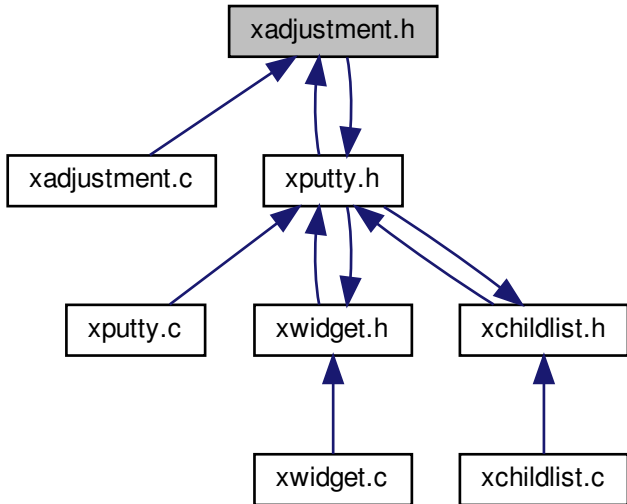 xadjustment.h
xadjustment.c
xputty.h
xputty.c
xwidget.h
xchildlist.h
xwidget.c
xchildlist.c